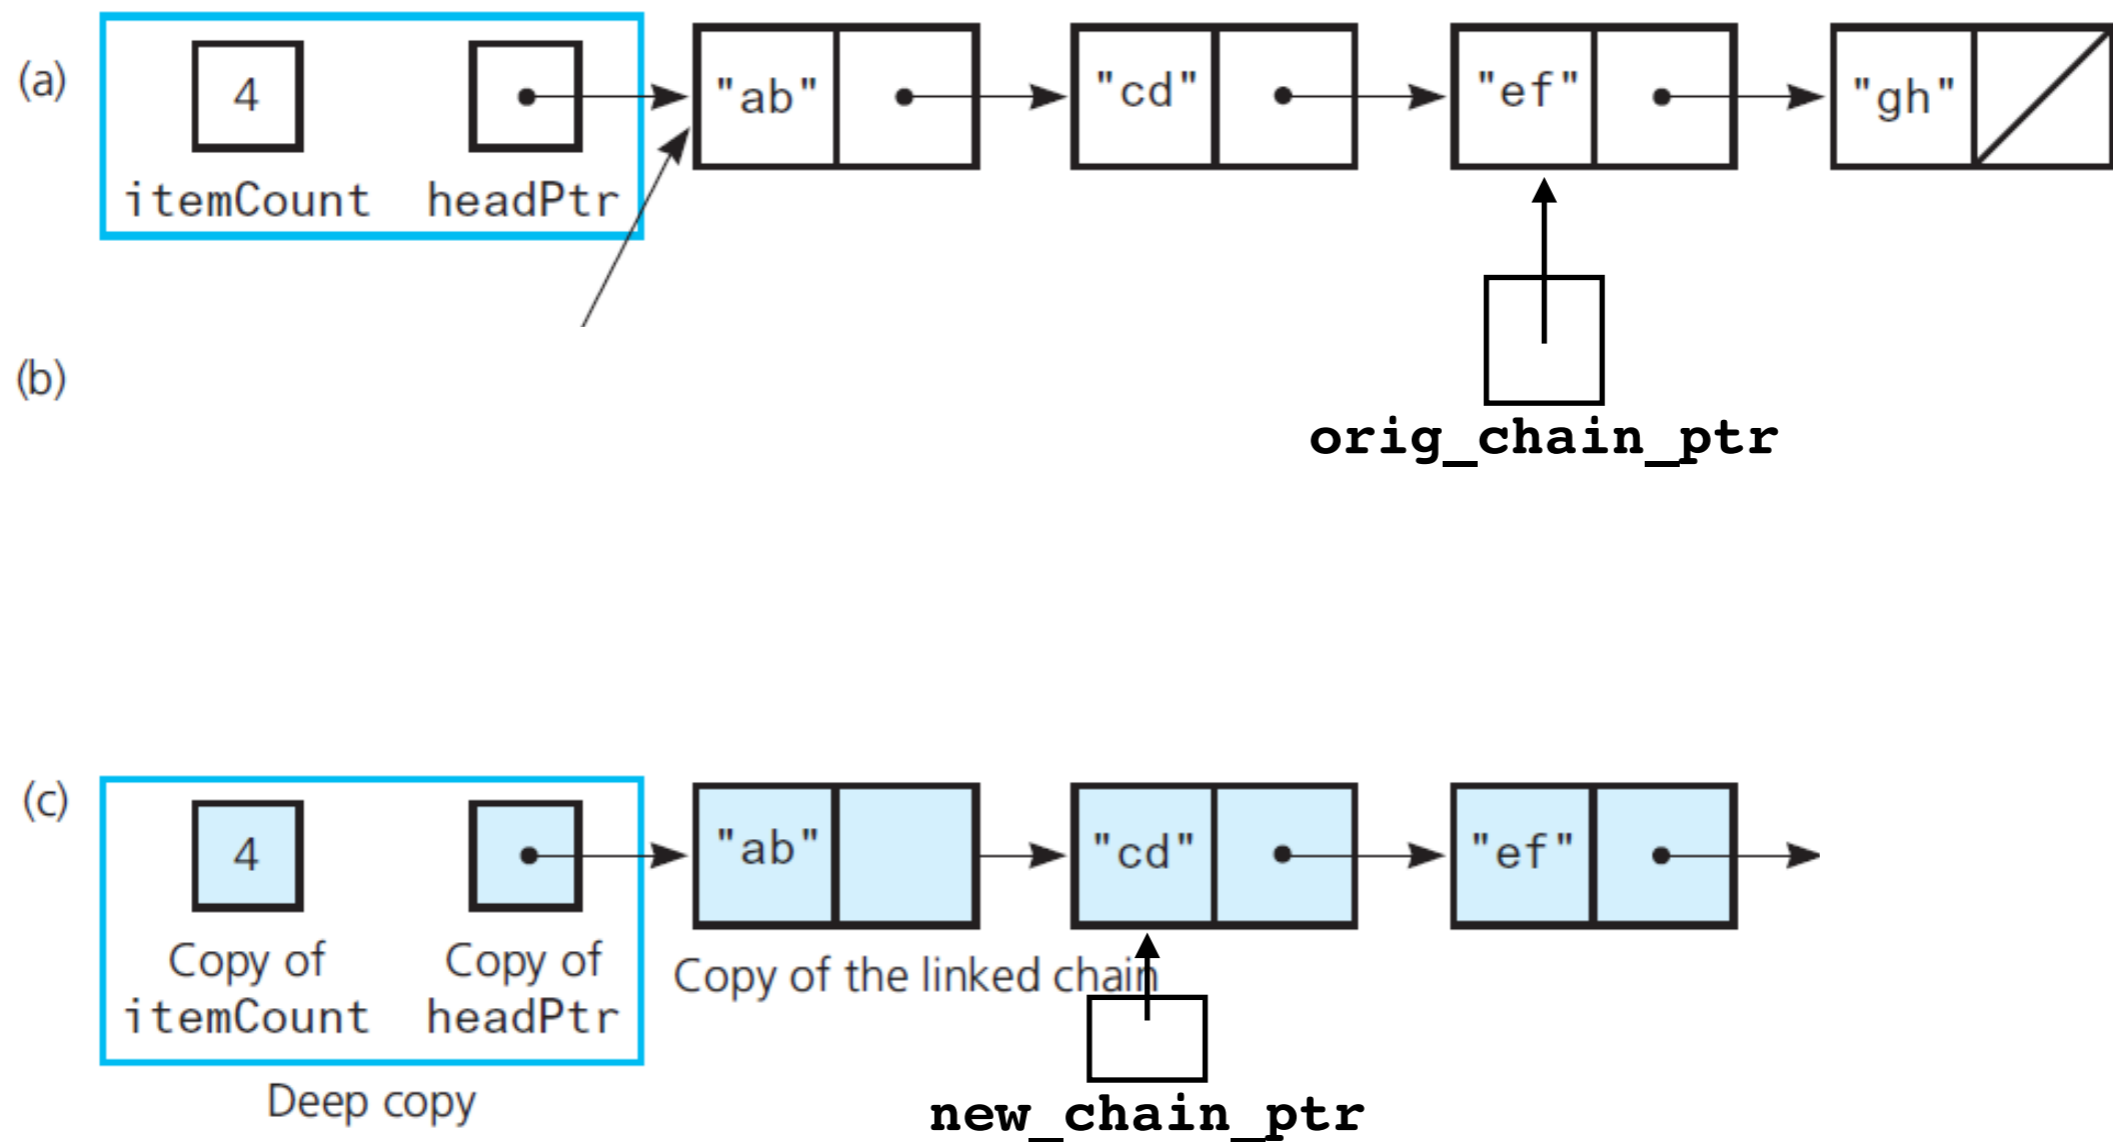 (a)
4
"ab"
"cd"
"ef"
"gh"
itemCount headPtr
(b)
orig_chain_ptr
(c)
4
"ab"
"cd"
"ef"
Copy of
itemCount
Copy of
headPtr
Copy of the linked chain
Deep copy
new_chain_ptr